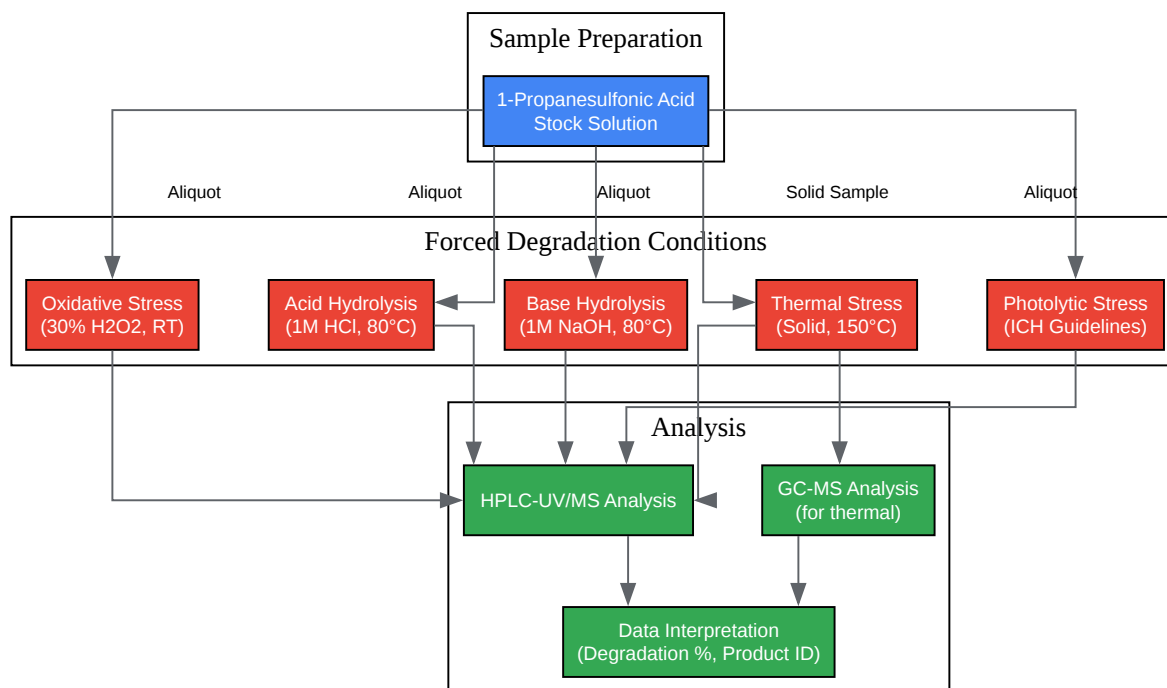 Sample Preparation
1-Propanesulfonic Acid
Stock Solution
Aliquot
Aliquot
Aliquot
Solid Sample
Aliquot
Forced Degradation Conditions
Oxidative Stress
(30% H2O2, RT)
Acid Hydrolysis
(1M HCl, 80°C)
Base Hydrolysis
(1M NaOH, 80°C)
Thermal Stress
(Solid, 150°C)
Photolytic Stress
(ICH Guidelines)
Analysis
HPLC-UV/MS Analysis
GC-MS Analysis
(for thermal)
Data Interpretation
(Degradation %, Product ID)